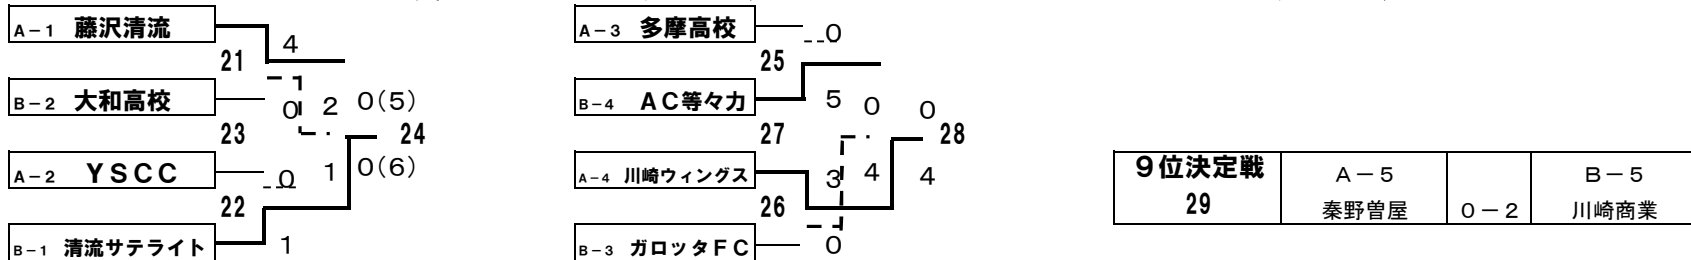 A-1 藤沢清流
4
21
B-2 大和高校
0 2 0(5)
23 24
A-2 YSCC
0 1 0(6)
22
B-1 清流サテライト
1
A-3 多摩高校
0
25
B-4 AC等々力
5 0 0
27 28
A-4 川崎ウィングス
3 4 4
26
B-3 ガロッタFC
0
9位決定戦 A-5 B-5
29 秦野曽屋 0-2 川崎商業